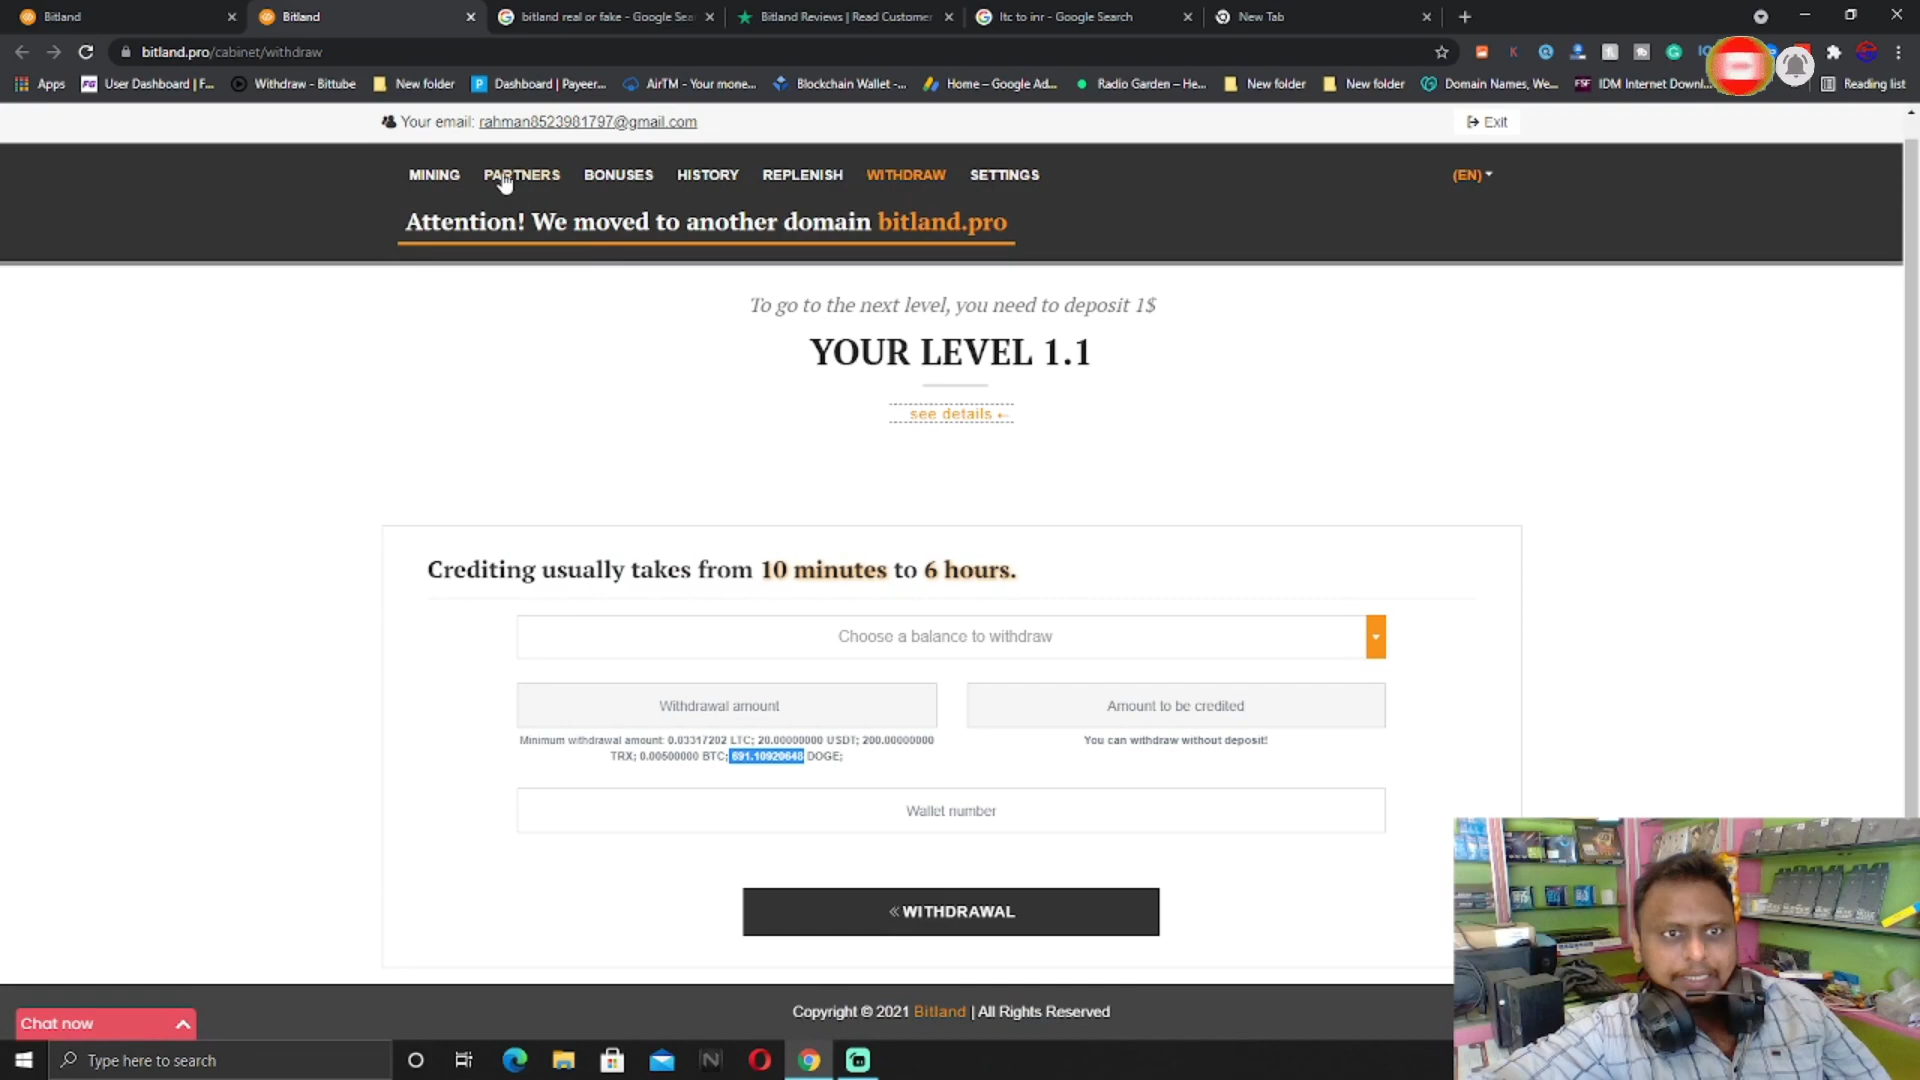 Bitland
Bitland
bitland real or fake - Google Sea
Bitland Reviews | Read Customer
ltc to inr - Google Search
New Tab
bitland.pro/cabinet/withdraw
Apps
User Dashboard | F...
Withdraw - Bittube
New folder
Dashboard | Payeer...
AirTM - Your mone...
Blockchain Wallet -...
Home – Google Ad...
Radio Garden – He...
New folder
New folder
Domain Names, We...
IDM Internet Downl...
Reading list
Your email: rahman8523981797@gmail.com
Exit
MINING PARTNERS BONUSES HISTORY REPLENISH WITHDRAW SETTINGS
(EN)
Attention! We moved to another domain bitland.pro
To go to the next level, you need to deposit 1$
YOUR LEVEL 1.1
see details ←
Crediting usually takes from 10 minutes to 6 hours.
Choose a balance to withdraw
Withdrawal amount
Amount to be credited
Minimum withdrawal amount: 0.03317202 LTC; 20.00000000 USDT; 200.00000000
TRX; 0.00500000 BTC; 691.10920648 DOGE;
You can withdraw without deposit!
Wallet number
« WITHDRAWAL
Copyright © 2021 Bitland | All Rights Reserved
Chat now
Type here to search